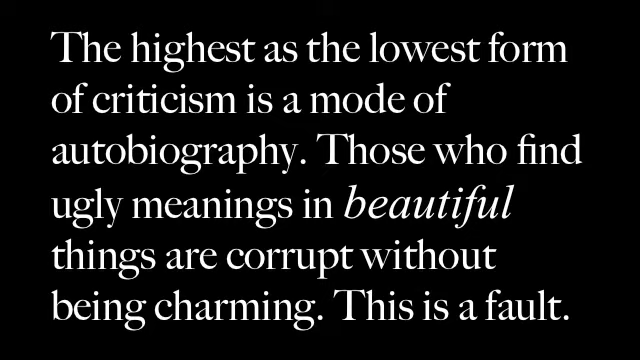 The highest as the lowest form
of criticism is a mode of
autobiography. Those who find
ugly meanings in beautiful
things are corrupt without
being charming. This is a fault.